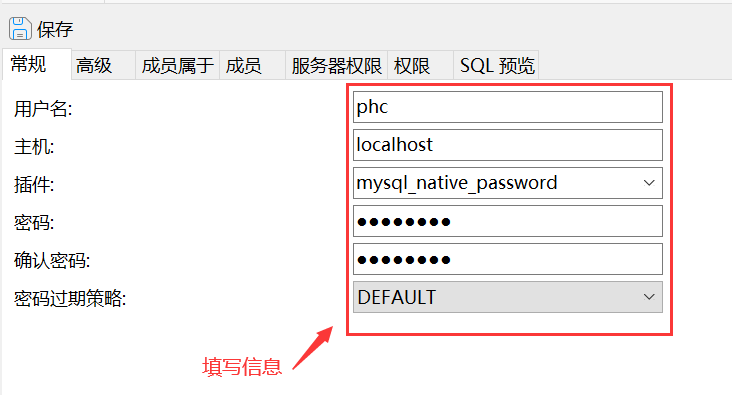 保存
常规 高级 成员属于 成员 服务器权限 权限 SQL 预览
用户名: phc
主机: localhost
插件: mysql_native_password
密码: ●●●●●●●●
确认密码: ●●●●●●●●
密码过期策略: DEFAULT
填写信息